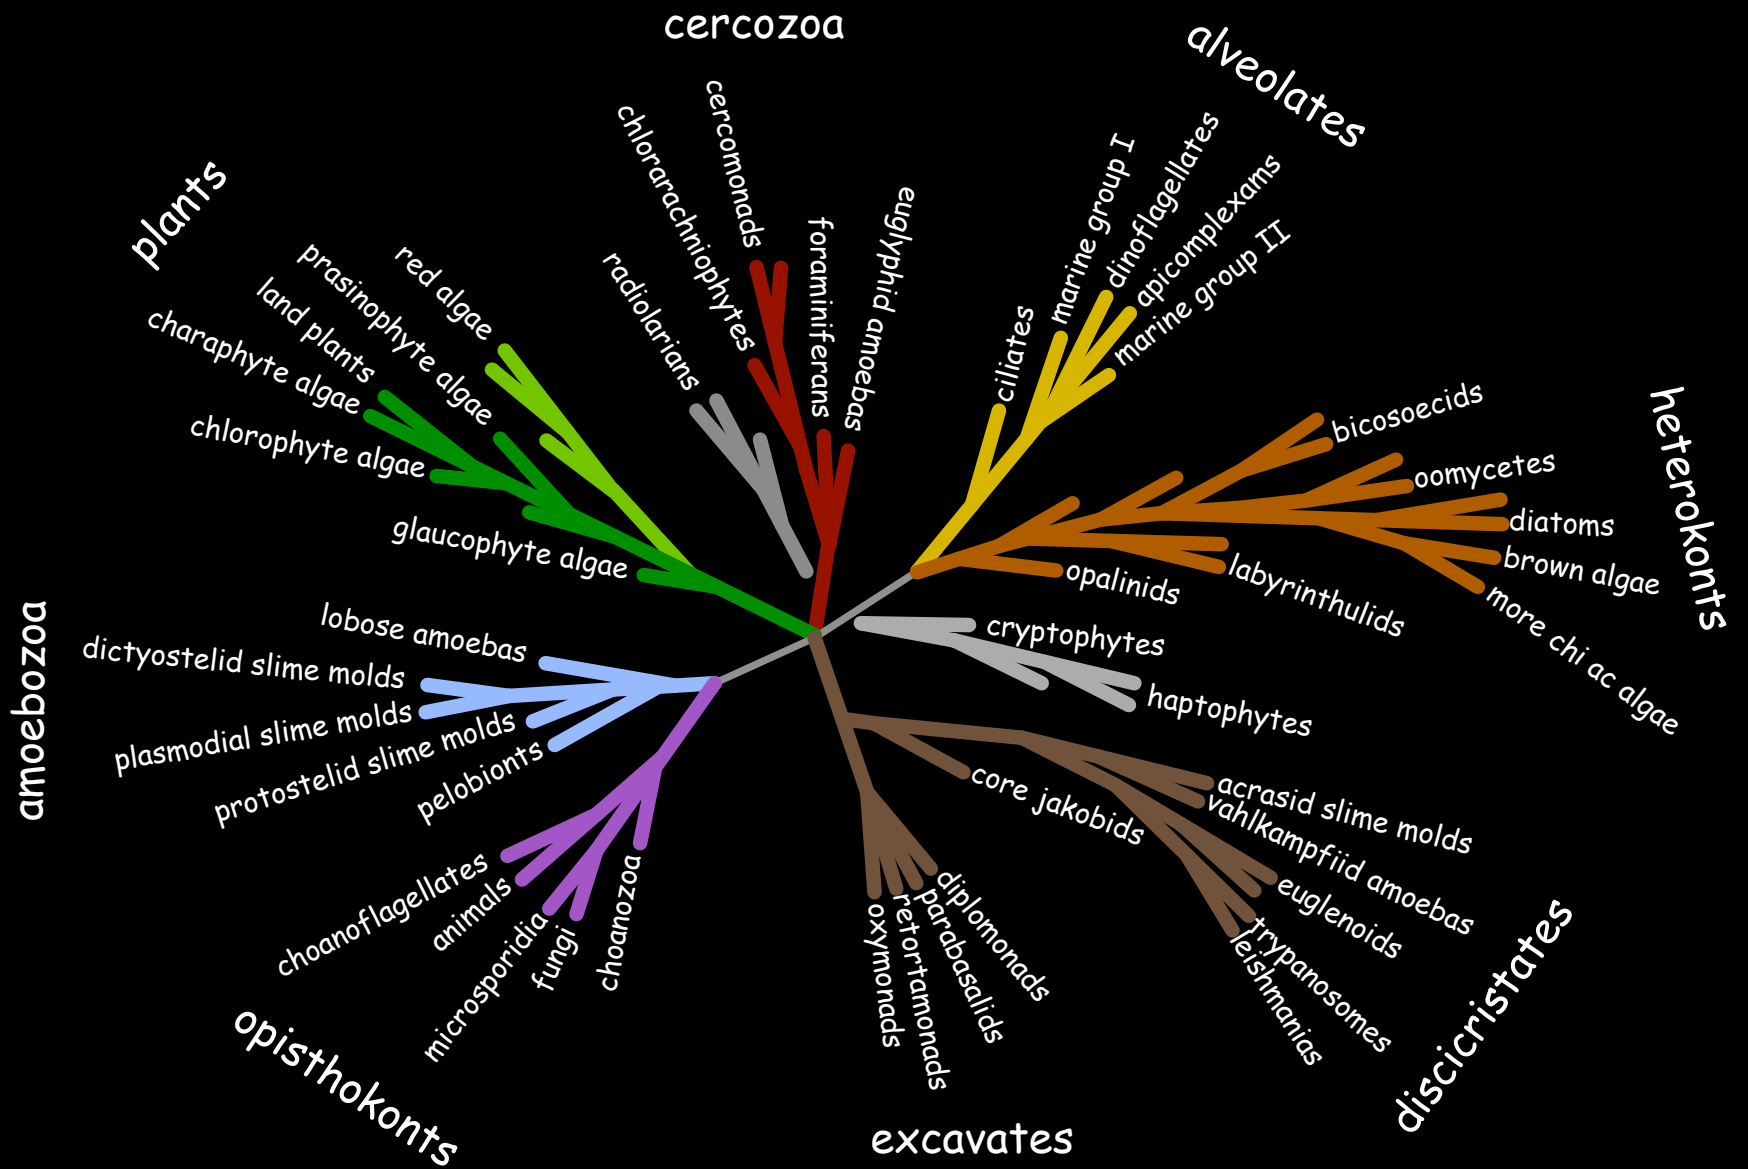 cercozoa
alveolates
plants
cercomonads
chlorarachniophytes
radiolarians
foraminiferans
euglyphid amoebas
ciliates
marine group I
dinoflagellates
apicomplexams
marine group II
red algae
prasinophyte algae
land plants
charaphyte algae
chlorophyte algae
glaucophyte algae
heterokonts
bicosoecids
oomycetes
diatoms
brown algae
more chi ac algae
labyrinthulids
opalinids
cryptophytes
haptophytes
amoebozoa
lobose amoebas
dictyostelid slime molds
plasmodial slime molds
protostelid slime molds
pelobionts
choanoflagellates
animals
microsporidia
fungi
choanozoa
opisthokonts
core jakobids
acrasid slime molds
vahlkampfiid amoebas
euglenoids
trypanosomes
leishmanias
discicristates
diplomonads
parabasalids
retortamonads
oxymonads
excavates